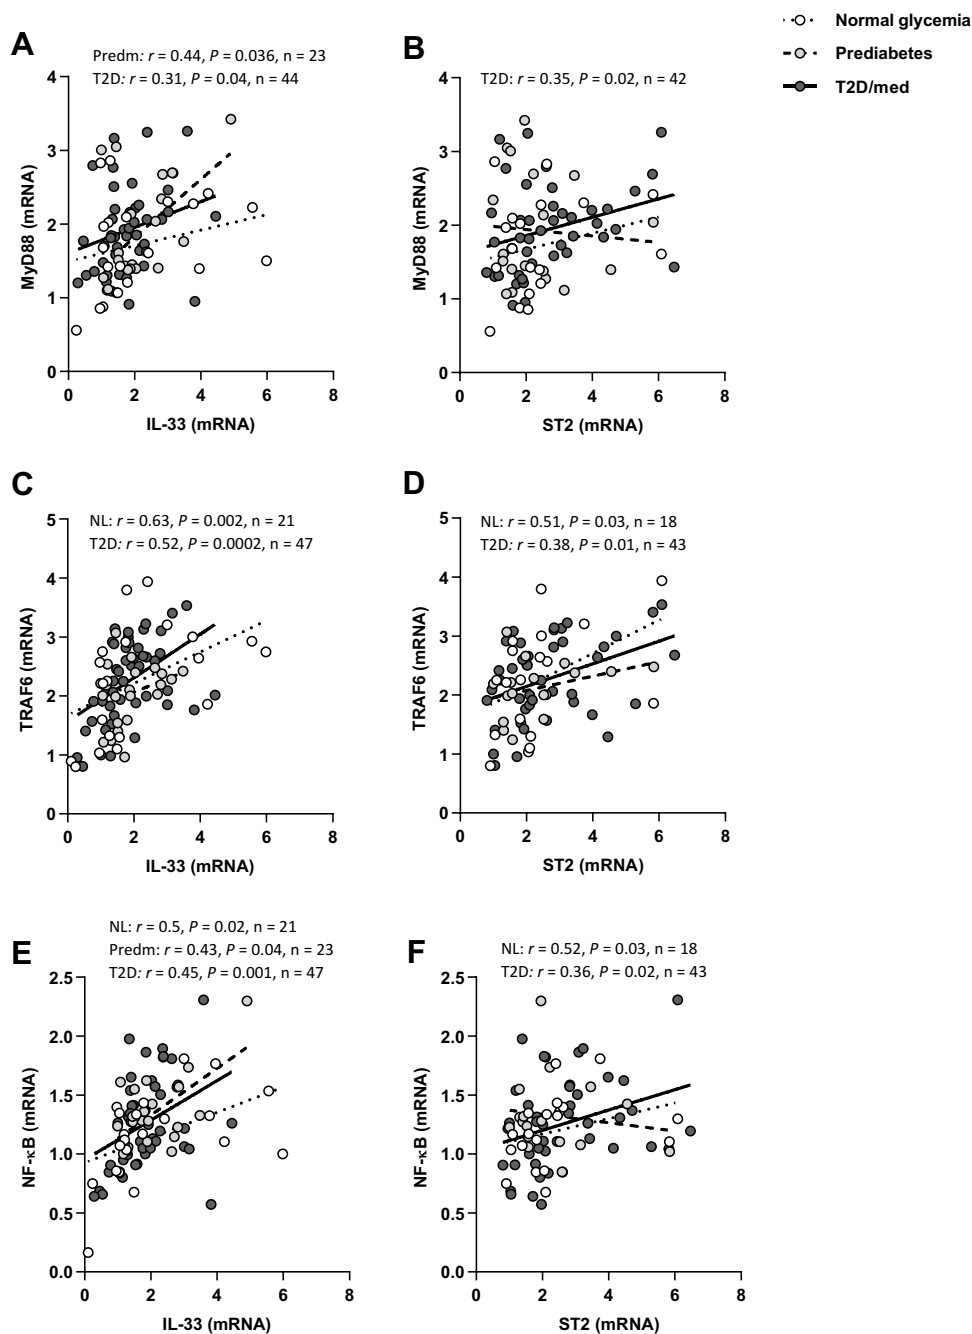 Normal glycemia
Prediabetes
T2D/med
A
Predm: r = 0.44, P = 0.036, n = 23
T2D: r = 0.31, P = 0.04, n = 44
4
3
2
1
0
MyD88 (mRNA)
0 2 4 6 8
IL-33 (mRNA)
B
T2D: r = 0.35, P = 0.02, n = 42
4
3
2
1
0
MyD88 (mRNA)
0 2 4 6 8
ST2 (mRNA)
C
NL: r = 0.63, P = 0.002, n = 21
T2D: r = 0.52, P = 0.0002, n = 47
5
4
3
2
1
0
TRAF6 (mRNA)
0 2 4 6 8
IL-33 (mRNA)
D
NL: r = 0.51, P = 0.03, n = 18
T2D: r = 0.38, P = 0.01, n = 43
5
4
3
2
1
0
TRAF6 (mRNA)
0 2 4 6 8
ST2 (mRNA)
E
NL: r = 0.5, P = 0.02, n = 21
Predm: r = 0.43, P = 0.04, n = 23
T2D: r = 0.45, P = 0.001, n = 47
2.5
2.0
1.5
1.0
0.5
0.0
NF-κB (mRNA)
0 2 4 6 8
IL-33 (mRNA)
F
NL: r = 0.52, P = 0.03, n = 18
T2D: r = 0.36, P = 0.02, n = 43
2.5
2.0
1.5
1.0
0.5
0.0
NF-κB (mRNA)
0 2 4 6 8
ST2 (mRNA)